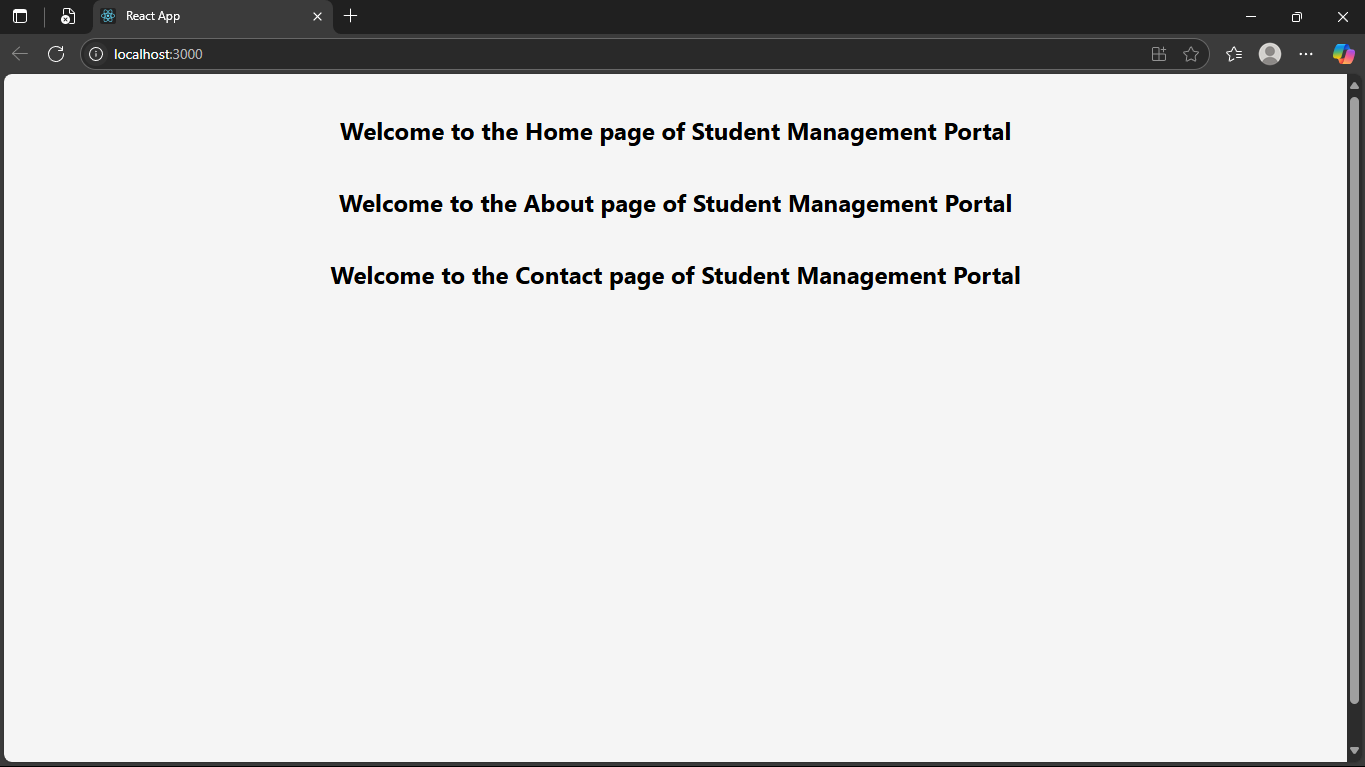 React App
localhost:3000
Welcome to the Home page of Student Management Portal
Welcome to the About page of Student Management Portal
Welcome to the Contact page of Student Management Portal